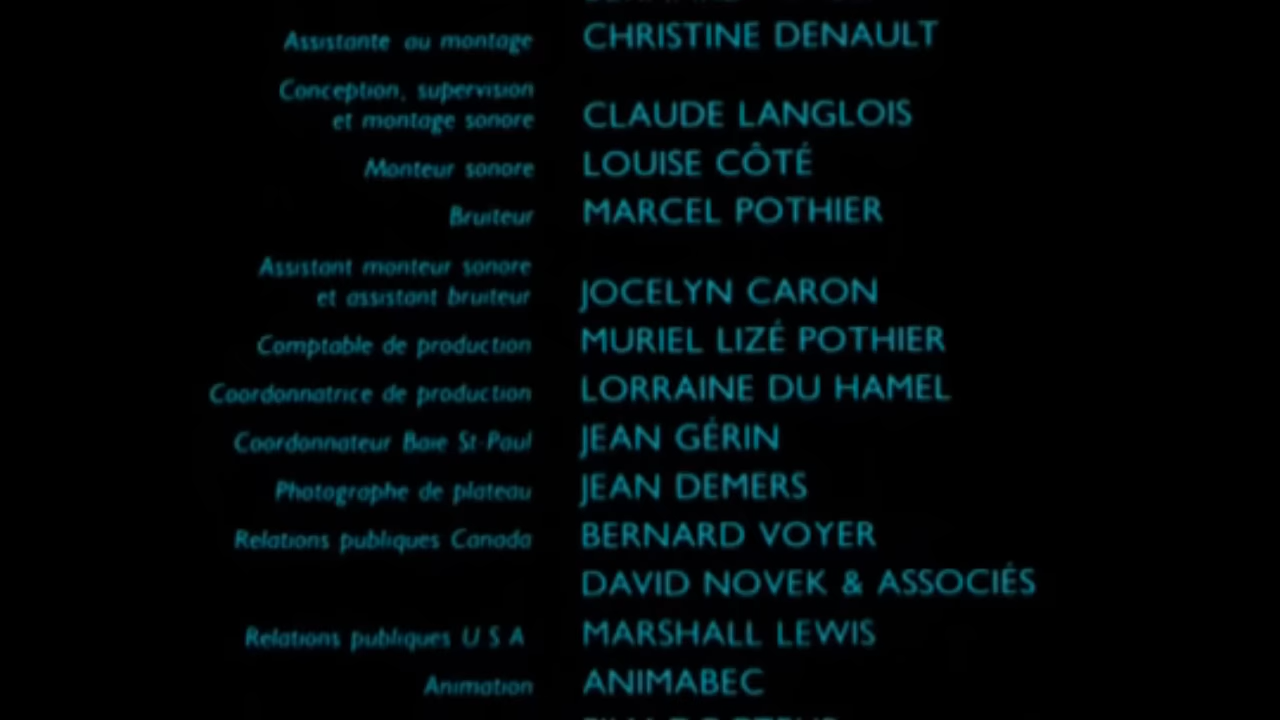 Assistante au montage CHRISTINE DENAULT
Conception, supervision
et montage sonore CLAUDE LANGLOIS
Monteur sonore LOUISE CÔTÉ
Bruiteur MARCEL POTHIER
Assistant monteur sonore
et assistant bruiteur JOCELYN CARON
Comptable de production MURIEL LIZÉ POTHIER
Coordonnatrice de production LORRAINE DU HAMEL
Coordonnateur Baie St-Paul JEAN GÉRIN
Photographe de plateau JEAN DEMERS
Relations publiques Canada BERNARD VOYER
DAVID NOVEK & ASSOCIÉS
Relations publiques U S A MARSHALL LEWIS
Animation ANIMABEC